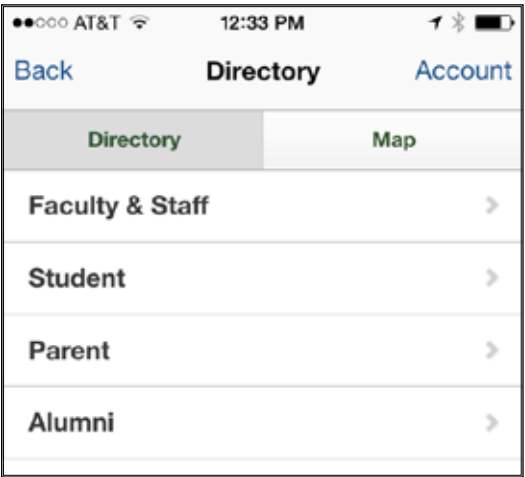 AT&T 12:33 PM
Back Directory Account
Directory Map
Faculty & Staff
Student
Parent
Alumni